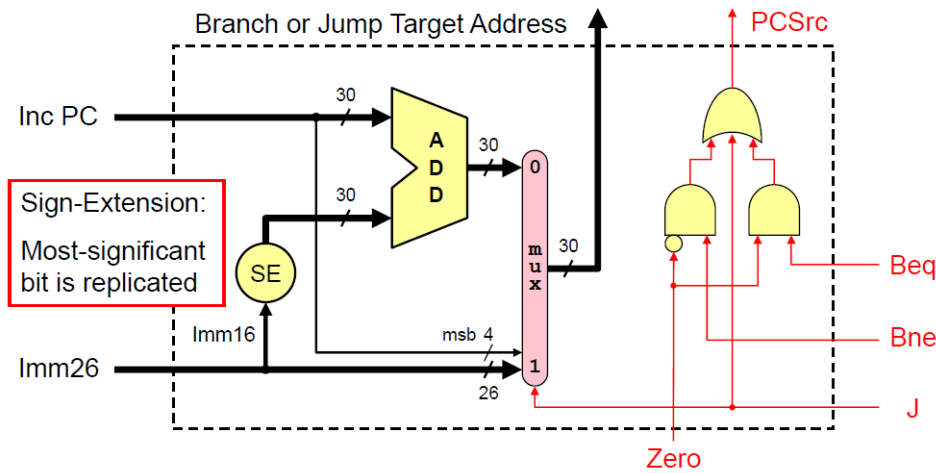 Branch or Jump Target Address
PCSrc
Inc PC
30
30
30
A
D
D
0
Sign-Extension:
Most-significant
bit is replicated
SE
m
u
x
30
Beq
Imm16
msb 4
Bne
Imm26
1
26
J
Zero